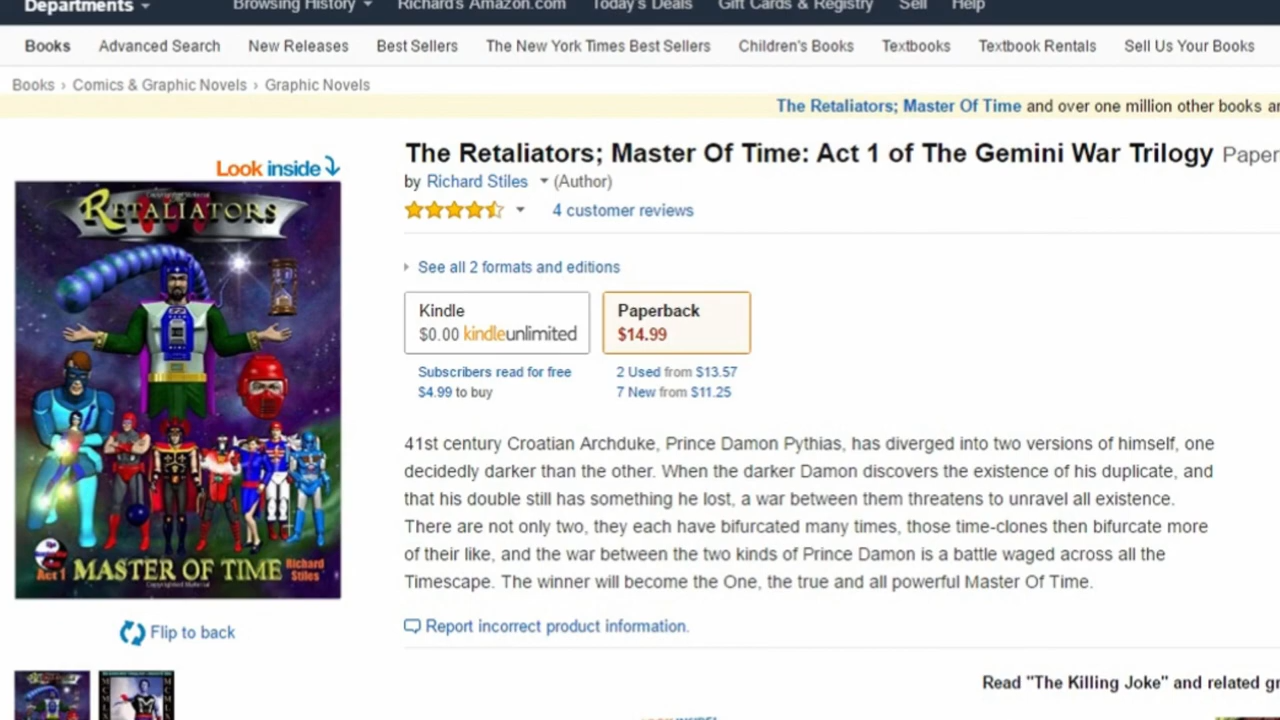 Departments
Browsing History
Richard's Amazon.com
Today's Deals
Gift Cards & Registry
Sell
Help
Books
Advanced Search
New Releases
Best Sellers
The New York Times Best Sellers
Children's Books
Textbooks
Textbook Rentals
Sell Us Your Books
Books › Comics & Graphic Novels › Graphic Novels
The Retaliators; Master Of Time and over one million other books
Look inside
The Retaliators; Master Of Time: Act 1 of The Gemini War Trilogy
by Richard Stiles (Author)
4 customer reviews
See all 2 formats and editions
Kindle
$0.00 kindleunlimited
Subscribers read for free
$4.99 to buy
Paperback
$14.99
2 Used from $13.57
7 New from $11.25
41st century Croatian Archduke, Prince Damon Pythias, has diverged into two versions of himself, one
decidedly darker than the other. When the darker Damon discovers the existence of his duplicate, and
that his double still has something he lost, a war between them threatens to unravel all existence.
There are not only two, they each have bifurcated many times, those time-clones then bifurcate more
of their like, and the war between the two kinds of Prince Damon is a battle waged across all the
Timescape. The winner will become the One, the true and all powerful Master Of Time.
Report incorrect product information.
Read "The Killing Joke" and related
RETALIATORS
Act 1
MASTER OF TIME
Richard
Stiles
Copyrighted Material
Flip to back